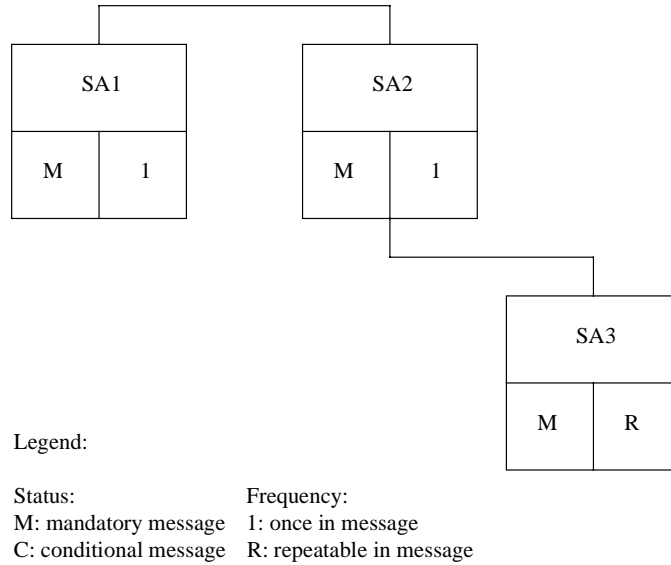 SA1 SA2
M 1 M 1
SA3
M R
Legend:
Status: Frequency:
M: mandatory message 1: once in message
C: conditional message R: repeatable in message